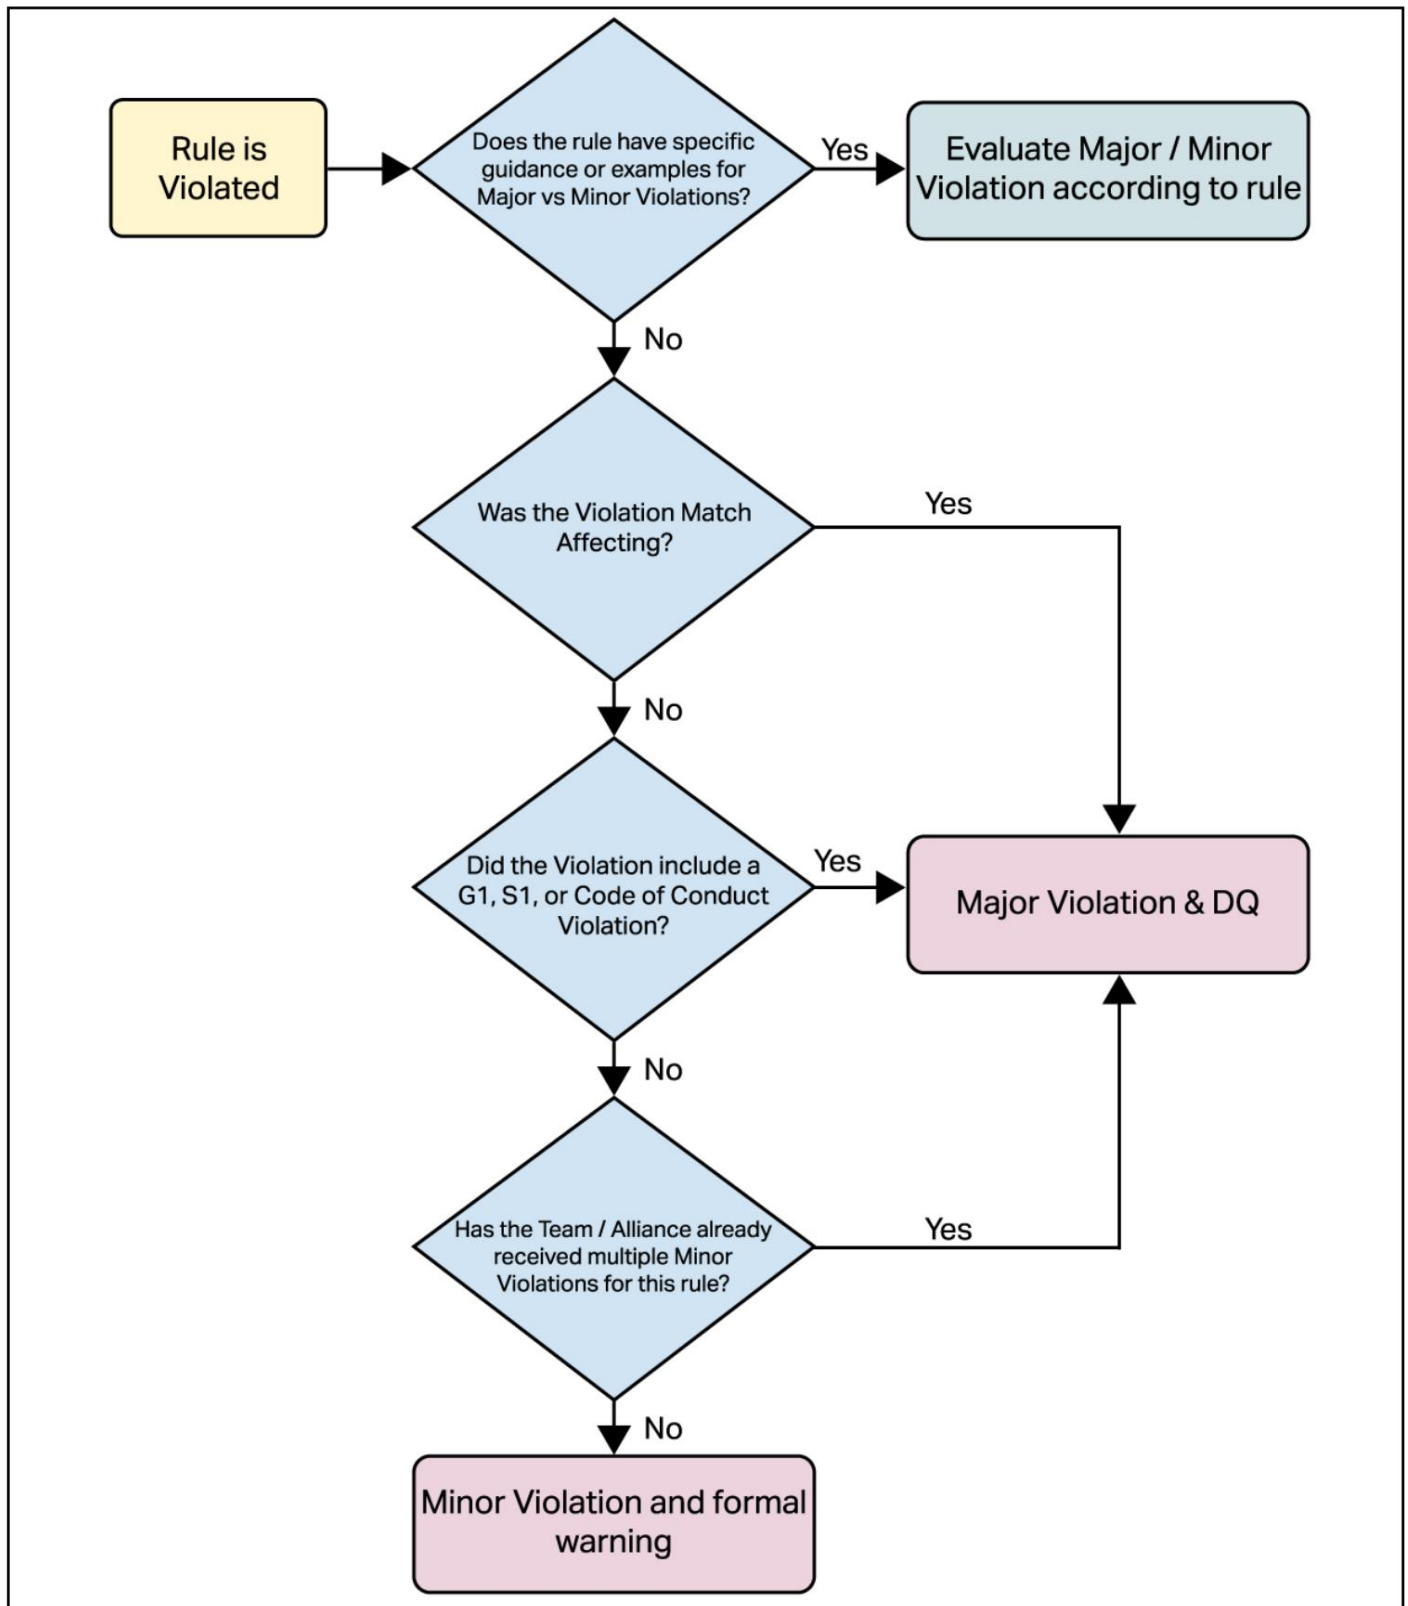 Rule is
Violated
Does the rule have specific
guidance or examples for
Major vs Minor Violations?
Yes
Evaluate Major / Minor
Violation according to rule
No
Was the Violation Match
Affecting?
Yes
No
Did the Violation include a
G1, S1, or Code of Conduct
Violation?
Yes
Major Violation & DQ
No
Has the Team / Alliance already
received multiple Minor
Violations for this rule?
Yes
No
Minor Violation and formal
warning